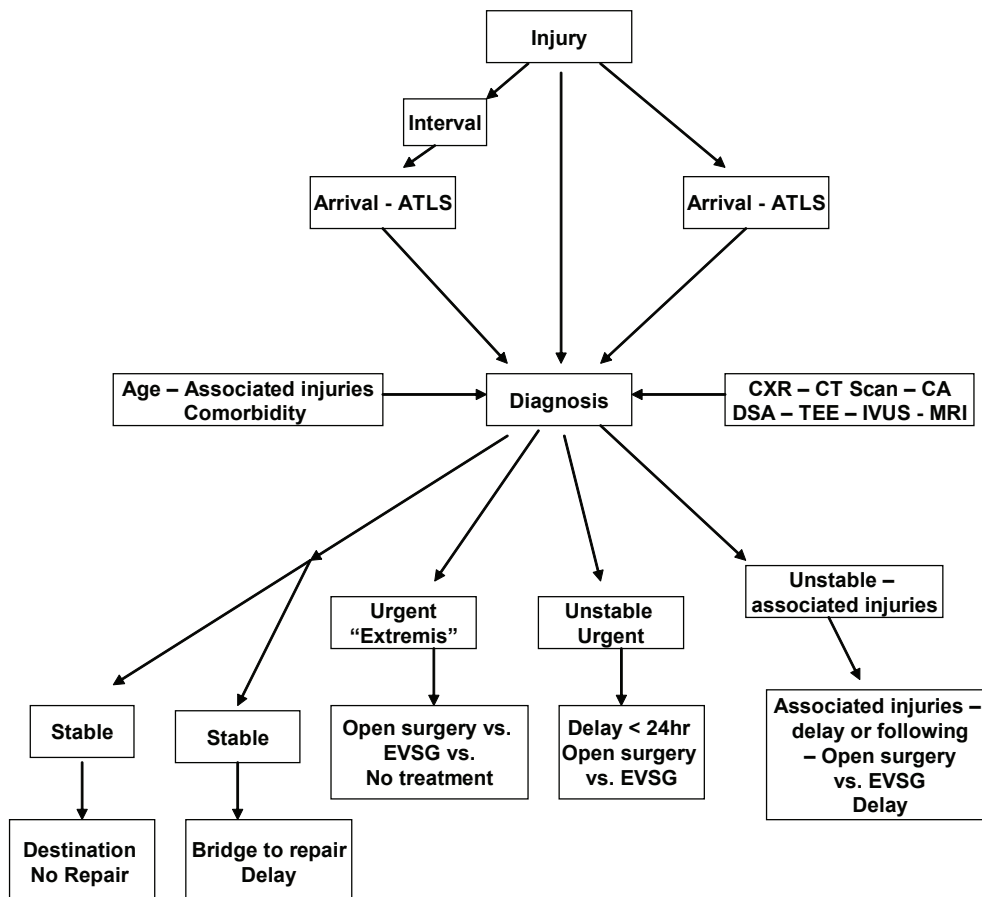 Injury
Interval
Arrival - ATLS
Arrival - ATLS
Age – Associated injuries
Comorbidity
Diagnosis
CXR – CT Scan – CA
DSA – TEE – IVUS - MRI
Urgent
“Extremis”
Unstable
Urgent
Unstable –
associated injuries
Stable
Stable
Open surgery vs.
EVSG vs.
No treatment
Delay < 24hr
Open surgery
vs. EVSG
Associated injuries –
delay or following
– Open surgery
vs. EVSG
Delay
Destination
No Repair
Bridge to repair
Delay